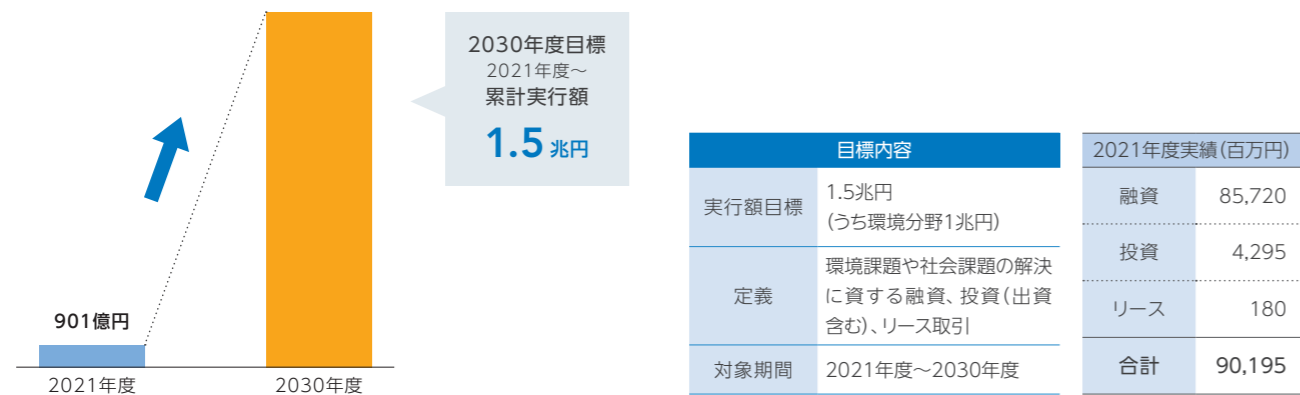 2030年度目標
2021年度～
累計実行額
1.5兆円
901億円
2021年度
2030年度
目標内容
実行額目標
1.5兆円
(うち環境分野1兆円)
定義
環境課題や社会課題の解決
に資する融資、投資(出資
含む)、リース取引
対象期間
2021年度～2030年度
2021年度実績(百万円)
融資 85,720
投資 4,295
リース 180
合計 90,195